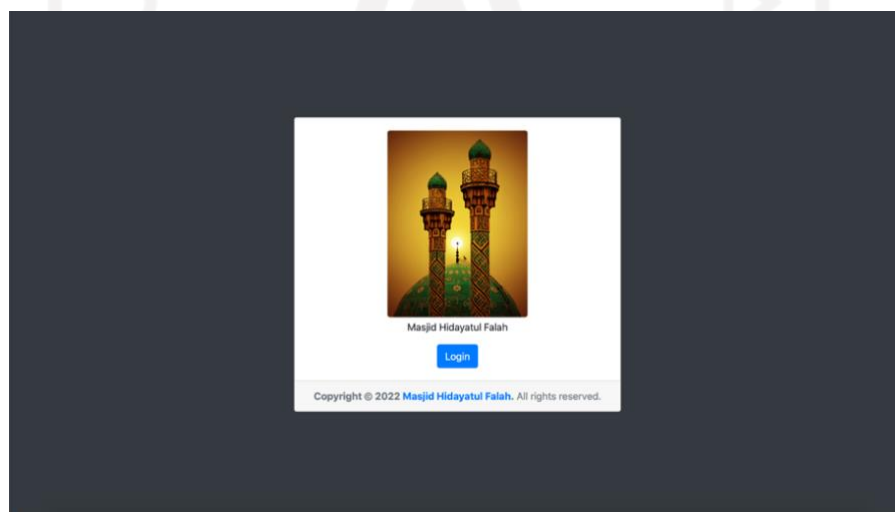 Masjid Hidayatul Falah
Login
Copyright © 2022 Masjid Hidayatul Falah. All rights reserved.